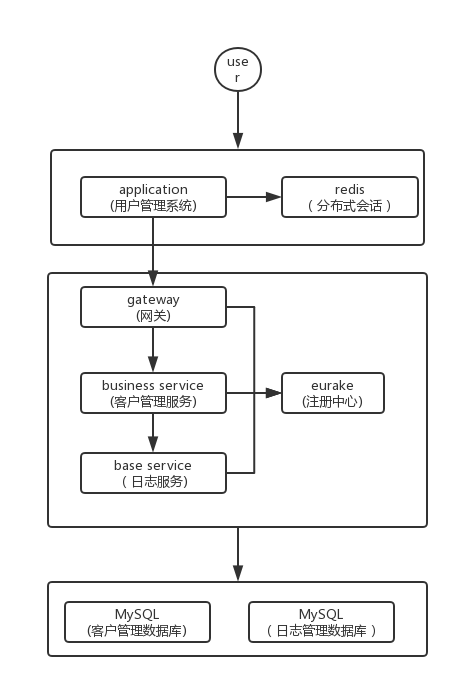 use
r
application
(用户管理系统)
redis
（分布式会话）
gateway
(网关)
business service
(客户管理服务)
eurake
(注册中心)
base service
（日志服务)
MySQL
(客户管理数据库)
MySQL
（日志管理数据库）